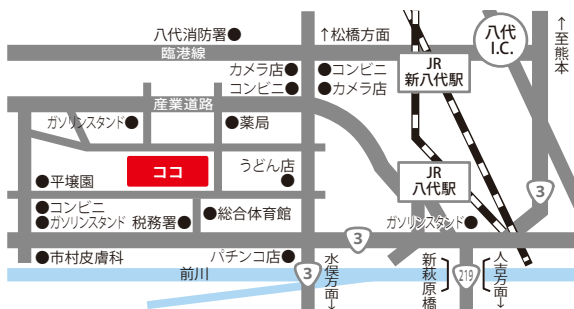 八代消防署
↑松橋方面
八代
I.C.
↑至熊本
臨港線
カメラ店
コンビニ
コンビニ
カメラ店
JR
新八代駅
産業道路
ガソリンスタンド
薬局
ココ
うどん店
平壌園
JR
八代駅
3
コンビニ
ガソリンスタンド
税務署
総合体育館
ガソリンスタンド
3
市村皮膚科
パチンコ店
前川
3
水俣方面→
新萩原橋
219
人吉方面→